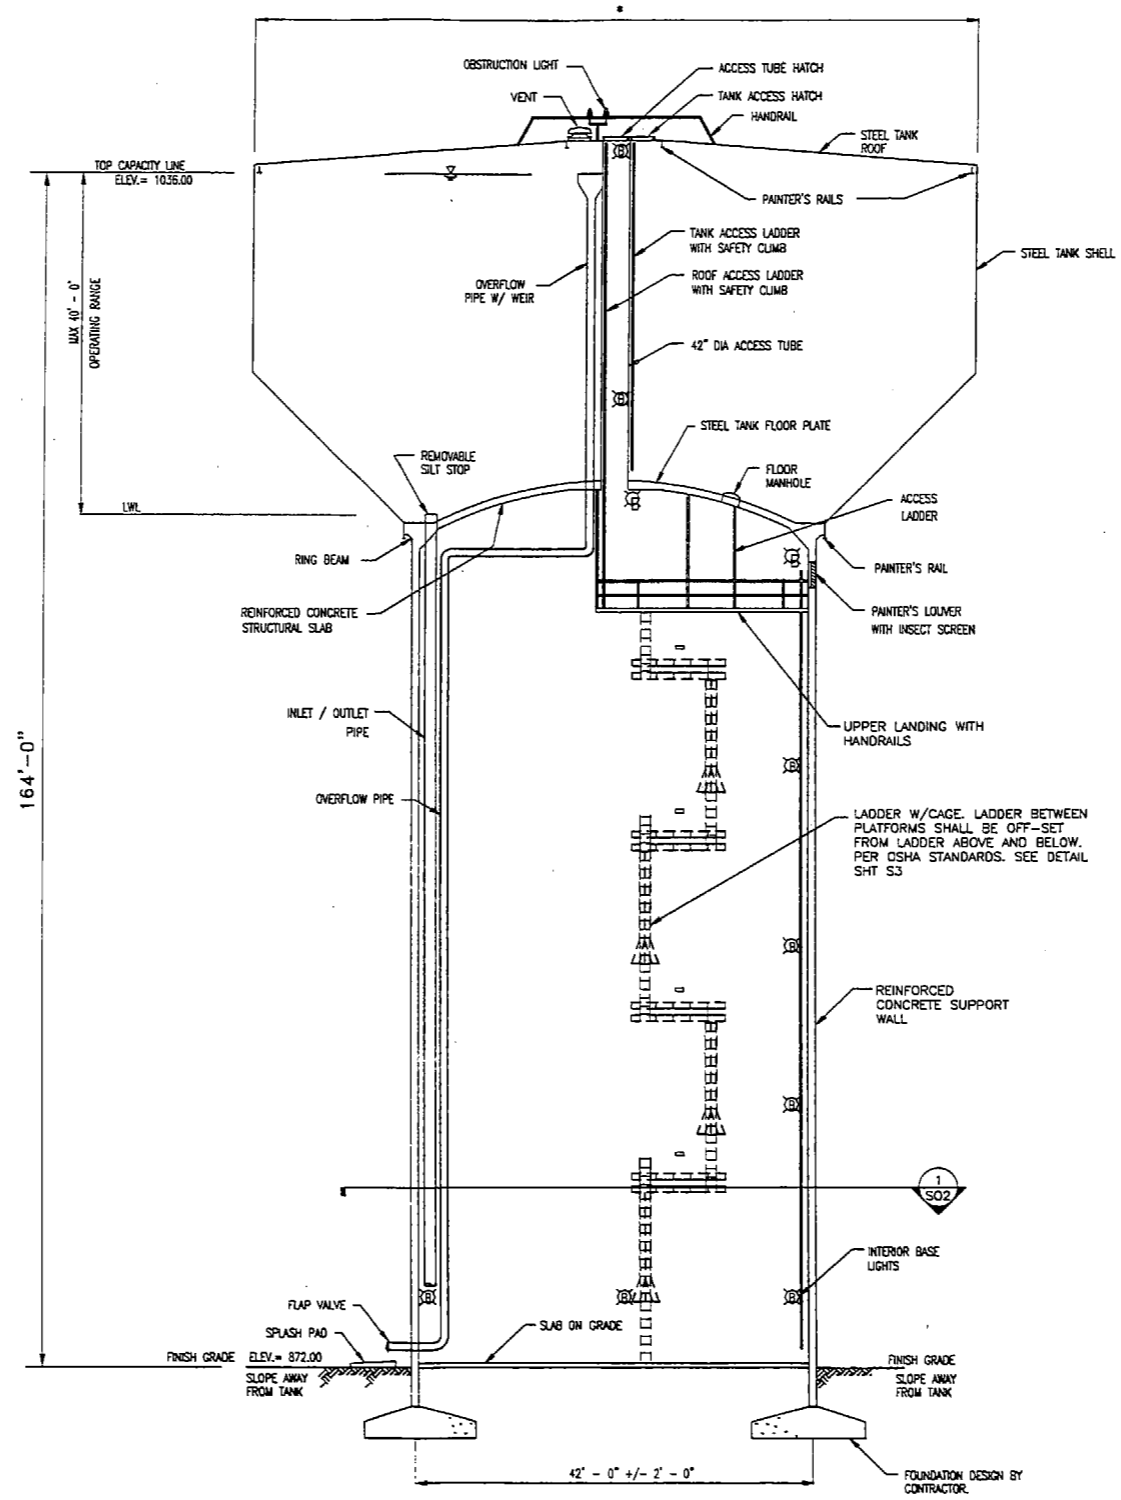 *
OBSTRUCTION LIGHT
ACCESS TUBE HATCH
VENT
TANK ACCESS HATCH
HANDRAIL
STEEL TANK
ROOF
TOP CAPACITY LINE
ELEV.= 1036.00
PAINTER'S RAILS
TANK ACCESS LADDER
WITH SAFETY CLIMB
STEEL TANK SHELL
ROOF ACCESS LADDER
WITH SAFETY CLIMB
OVERFLOW
PIPE W/ WEIR
MAX 40' - 0"
OPERATING RANGE
42" DIA ACCESS TUBE
B
B
STEEL TANK FLOOR PLATE
REMOVABLE
SILT STOP
FLOOR
MANHOLE
ACCESS
LADDER
LWL
RING BEAM
PAINTER'S RAIL
REINFORCED CONCRETE
STRUCTURAL SLAB
PAINTER'S LOUVER
WITH INSECT SCREEN
INLET / OUTLET
PIPE
UPPER LANDING WITH
HANDRAILS
B
164'-0"
OVERFLOW PIPE
LADDER W/CAGE. LADDER BETWEEN
PLATFORMS SHALL BE OFF-SET
FROM LADDER ABOVE AND BELOW.
PER OSHA STANDARDS. SEE DETAIL
SHT S3
B
REINFORCED
CONCRETE SUPPORT
WALL
B
1
S02
INTERIOR BASE
LIGHTS
B
B
B
FLAP VALVE
SPLASH PAD
SLAB ON GRADE
FINISH GRADE ELEV.= 872.00
FINISH GRADE
SLOPE AWAY
FROM TANK
SLOPE AWAY
FROM TANK
42' - 0" +/- 2' - 0"
FOUNDATION DESIGN BY
CONTRACTOR.